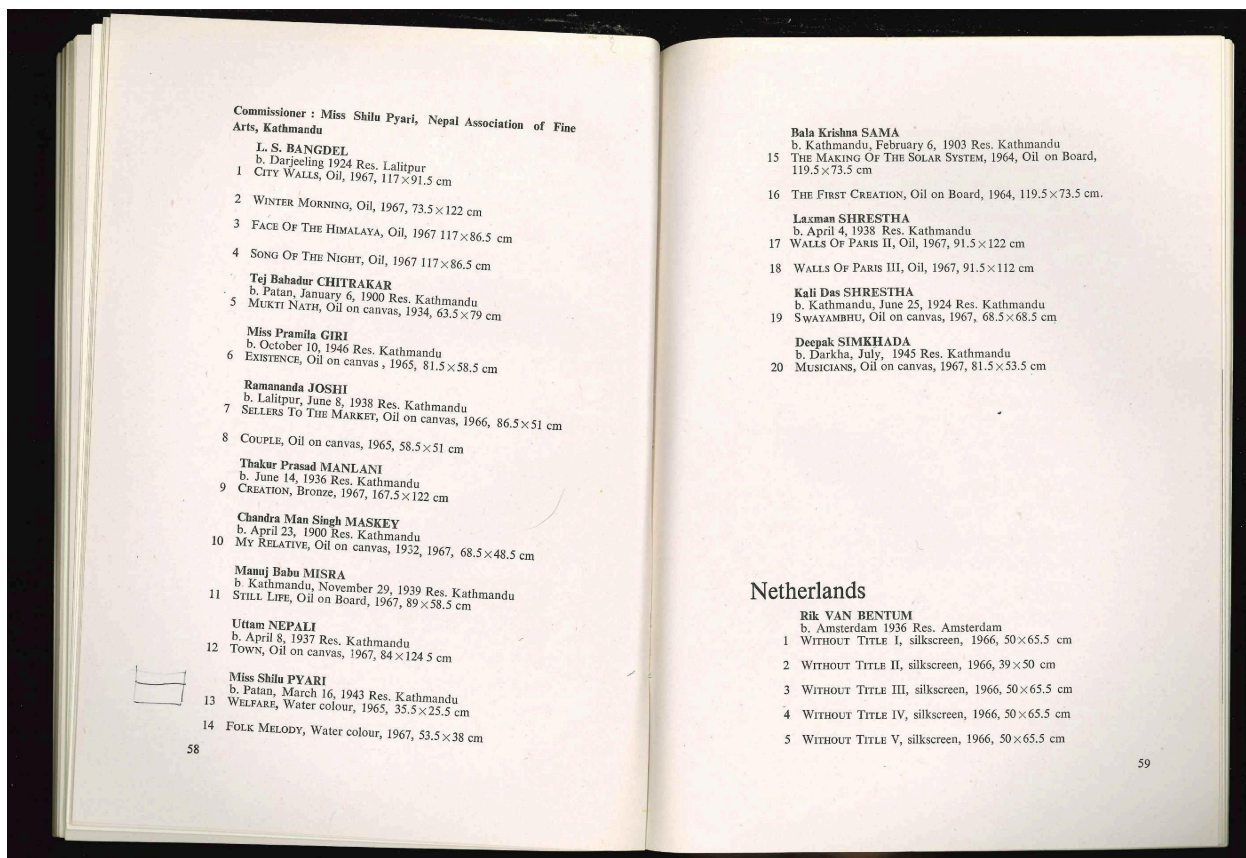 Commissioner : Miss Shilu Pyari, Nepal Association of Fine
Arts, Kathmandu
L. S. BANGDEL
b. Darjeeling 1924 Res. Lalitpur
1 CITY WALLS, Oil, 1967, 117×91.5 cm
2 WINTER MORNING, Oil, 1967, 73.5×122 cm
3 FACE OF THE HIMALAYA, Oil, 1967 117×86.5 cm
4 SONG OF THE NIGHT, Oil, 1967 117×86.5 cm
Tej Bahadur CHITRAKAR
b. Patan, January 6, 1900 Res. Kathmandu
5 MUKTI NATH, Oil on canvas, 1934, 63.5×79 cm
Miss Pramila GIRI
b. October 10, 1946 Res. Kathmandu
6 EXISTENCE, Oil on canvas , 1965, 81.5×58.5 cm
Ramananda JOSHI
b. Lalitpur, June 8, 1938 Res. Kathmandu
7 SELLERS TO THE MARKET, Oil on canvas, 1966, 86.5×51 cm
8 COUPLE, Oil on canvas, 1965, 58.5×51 cm
Thakur Prasad MANLANI
b. June 14, 1936 Res. Kathmandu
9 CREATION, Bronze, 1967, 167.5×122 cm
Chandra Man Singh MASKEY
b. April 23, 1900 Res. Kathmandu
10 MY RELATIVE, Oil on canvas, 1932, 1967, 68.5×48.5 cm
Manuj Babu MISRA
b. Kathmandu, November 29, 1939 Res. Kathmandu
11 STILL LIFE, Oil on Board, 1967, 89×58.5 cm
Uttam NEPALI
b. April 8, 1937 Res. Kathmandu
12 TOWN, Oil on canvas, 1967, 84×124 5 cm
Miss Shilu PYARI
b. Patan, March 16, 1943 Res. Kathmandu
13 WELFARE, Water colour, 1965, 35.5×25.5 cm
14 FOLK MELODY, Water colour, 1967, 53.5×38 cm
58
Bala Krishna SAMA
b. Kathmandu, February 6, 1903 Res. Kathmandu
15 THE MAKING OF THE SOLAR SYSTEM, 1964, Oil on Board,
119.5×73.5 cm
16 THE FIRST CREATION, Oil on Board, 1964, 119.5×73.5 cm.
Laxman SHRESTHA
b. April 4, 1938 Res. Kathmandu
17 WALLS OF PARIS II, Oil, 1967, 91.5×122 cm
18 WALLS OF PARIS III, Oil, 1967, 91.5×112 cm
Kali Das SHRESTHA
b. Kathmandu, June 25, 1924 Res. Kathmandu
19 SWAYAMBHU, Oil on canvas, 1967, 68.5×68.5 cm
Deepak SIMKHADA
b. Darkha, July, 1945 Res. Kathmandu
20 MUSICIANS, Oil on canvas, 1967, 81.5×53.5 cm
Netherlands
Rik VAN BENTUM
b. Amsterdam 1936 Res. Amsterdam
1 WITHOUT TITLE I, silkscreen, 1966, 50×65.5 cm
2 WITHOUT TITLE II, silkscreen, 1966, 39×50 cm
3 WITHOUT TITLE III, silkscreen, 1966, 50×65.5 cm
4 WITHOUT TITLE IV, silkscreen, 1966, 50×65.5 cm
5 WITHOUT TITLE V, silkscreen, 1966, 50×65.5 cm
59